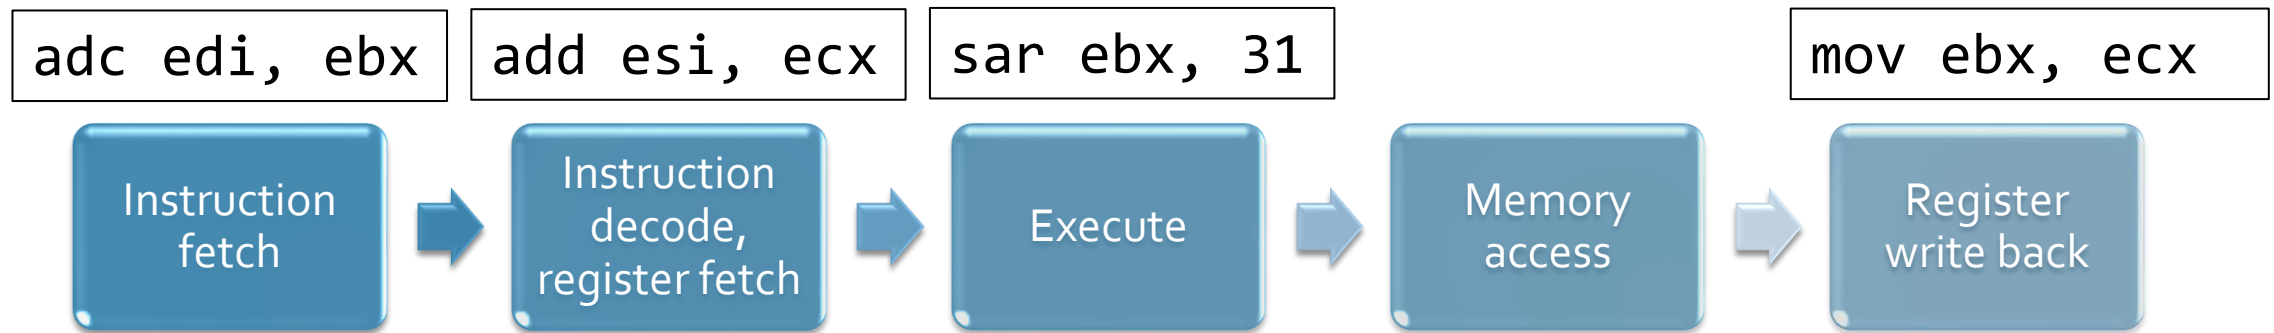 adc edi, ebx
add esi, ecx
sar ebx, 31
mov ebx, ecx
Instruction
fetch
Instruction
decode,
register fetch
Execute
Memory
access
Register
write back